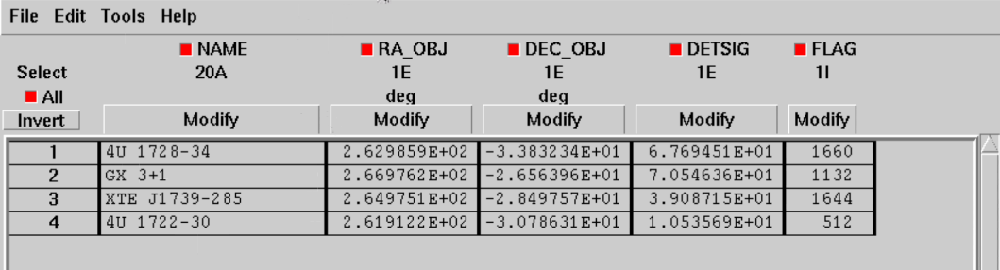 File Edit Tools Help
NAME RA_OBJ DEC_OBJ DETSIG FLAG
Select 20A 1E 1E 1E 1I
All deg deg
Invert Modify Modify Modify Modify Modify
1 4U 1728-34 2.629859E+02 -3.383234E+01 6.769451E+01 1660
2 GX 3+1 2.669762E+02 -2.656396E+01 7.054636E+01 1132
3 XTE J1739-285 2.649751E+02 -2.849757E+01 3.908715E+01 1644
4 4U 1722-30 2.619122E+02 -3.078631E+01 1.053569E+01 512